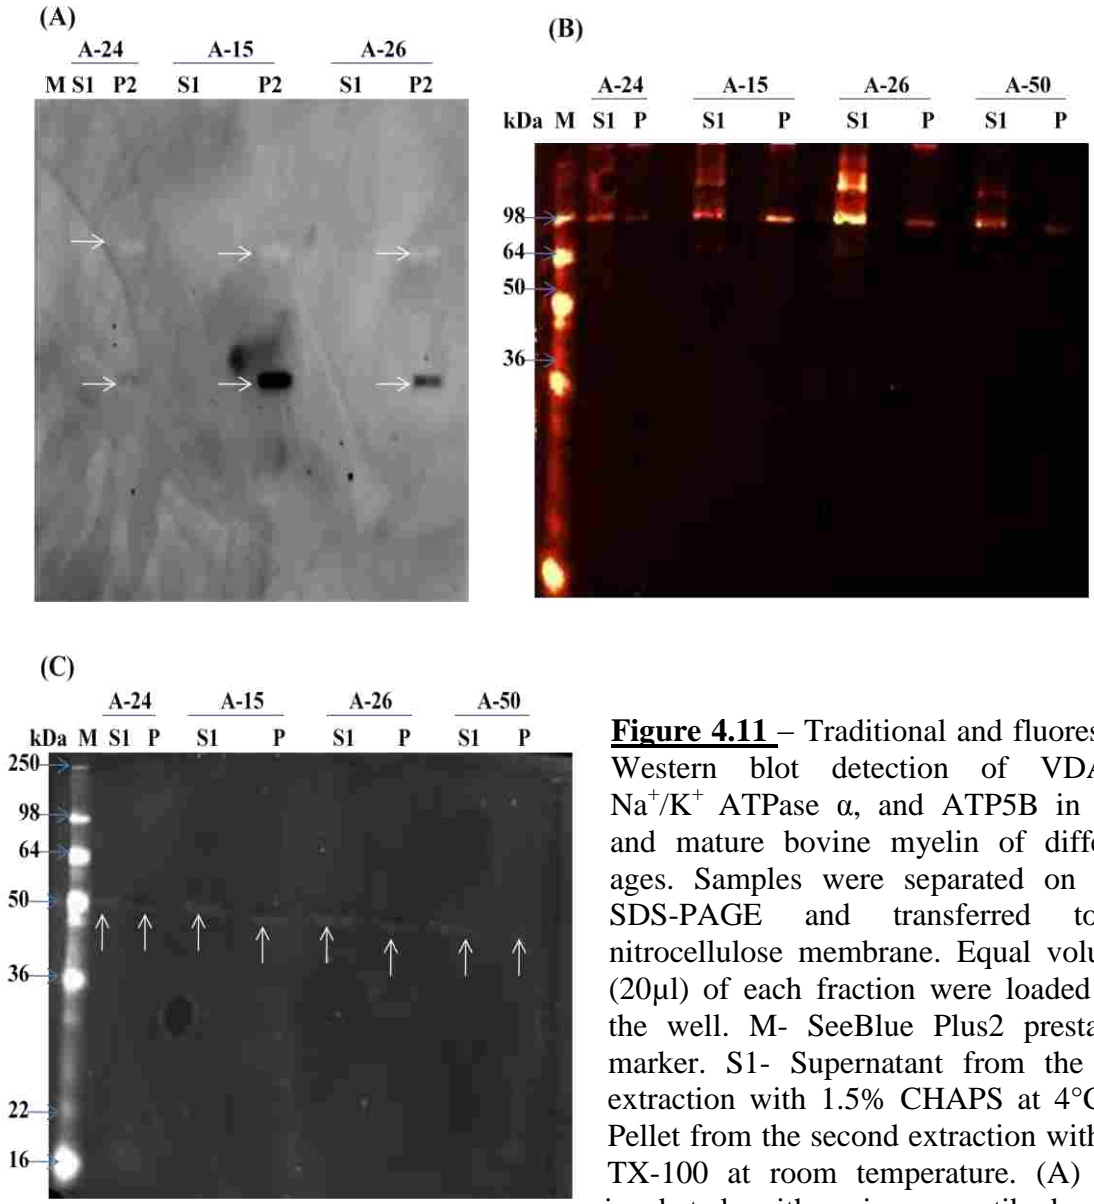 (A)
A-24 A-15 A-26
M S1 P2 S1 P2 S1 P2
(B)
A-24 A-15 A-26 A-50
kDa M S1 P S1 P S1 P S1 P
98
64
50
36
(C)
A-24 A-15 A-26 A-50
kDa M S1 P S1 P S1 P S1 P
250
98
64
50
36
22
16
Figure 4.11 – Traditional and fluores
Western blot detection of VDA
Na⁺/K⁺ ATPase α, and ATP5B in
and mature bovine myelin of diffe
ages. Samples were separated on
SDS-PAGE and transferred to
nitrocellulose membrane. Equal volu
(20µl) of each fraction were loaded
the well. M- SeeBlue Plus2 presta
marker. S1- Supernatant from the
extraction with 1.5% CHAPS at 4°C
Pellet from the second extraction with
TX-100 at room temperature. (A)